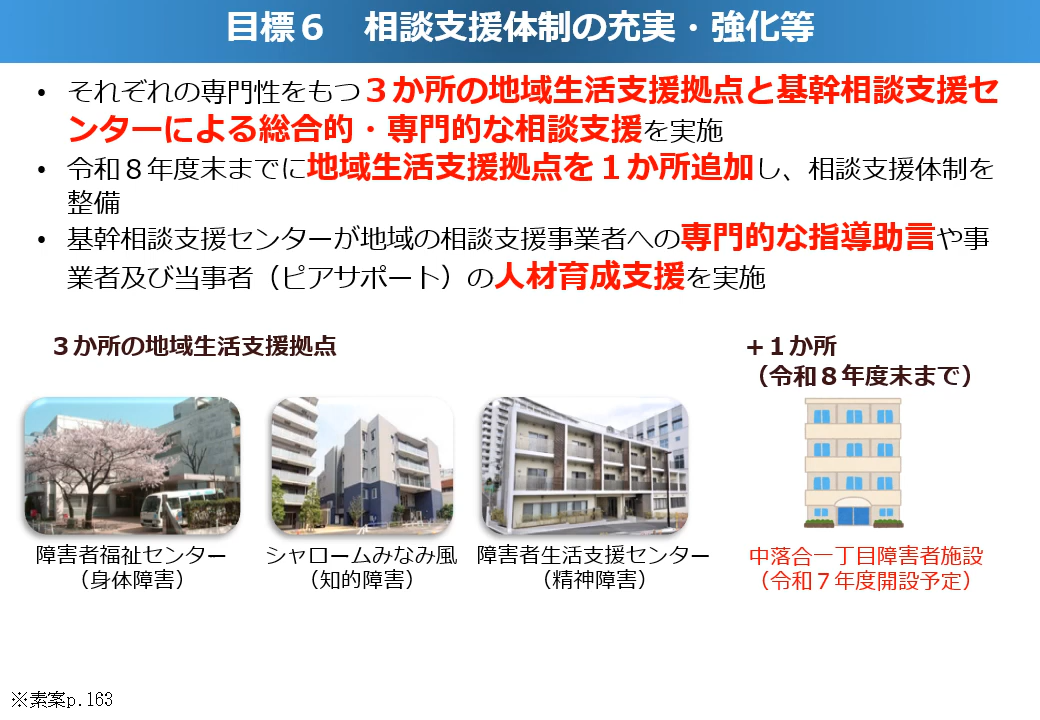 目標６　相談支援体制の充実・強化等
• それぞれの専門性をもつ３か所の地域生活支援拠点と基幹相談支援セ
ンターによる総合的・専門的な相談支援を実施
• 令和８年度末までに地域生活支援拠点を１か所追加し、相談支援体制を
整備
• 基幹相談支援センターが地域の相談支援事業者への専門的な指導助言や事
業者及び当事者（ピアサポート）の人材育成支援を実施
３か所の地域生活支援拠点
＋１か所
（令和８年度末まで）
障害者福祉センター
（身体障害）
シャロームみなみ風
（知的障害）
障害者生活支援センター
（精神障害）
中落合一丁目障害者施設
（令和７年度開設予定）
※素案p.163